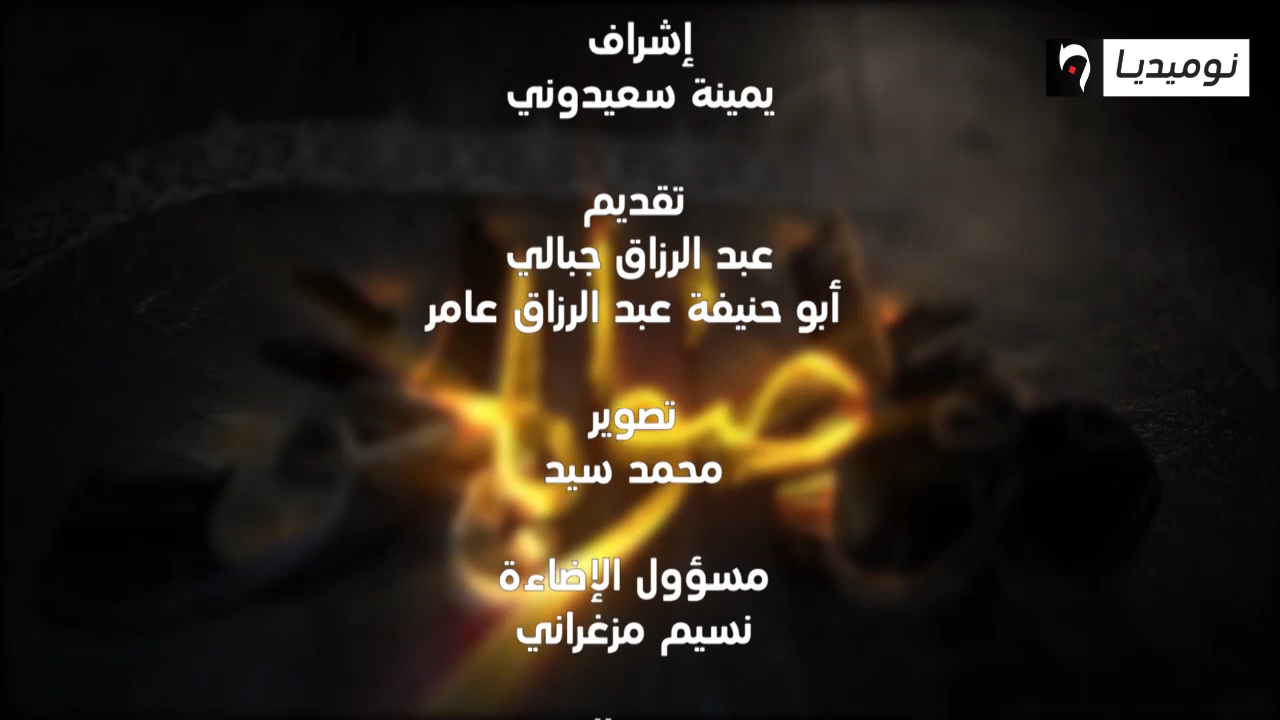 إشراف
يمينة سعيدوني
نوميديا
تقديم
عبد الرزاق جبالي
أبو حنيفة عبد الرزاق عامر
تصوير
محمد سيد
مسؤول الإضاءة
نسيم مزغراني